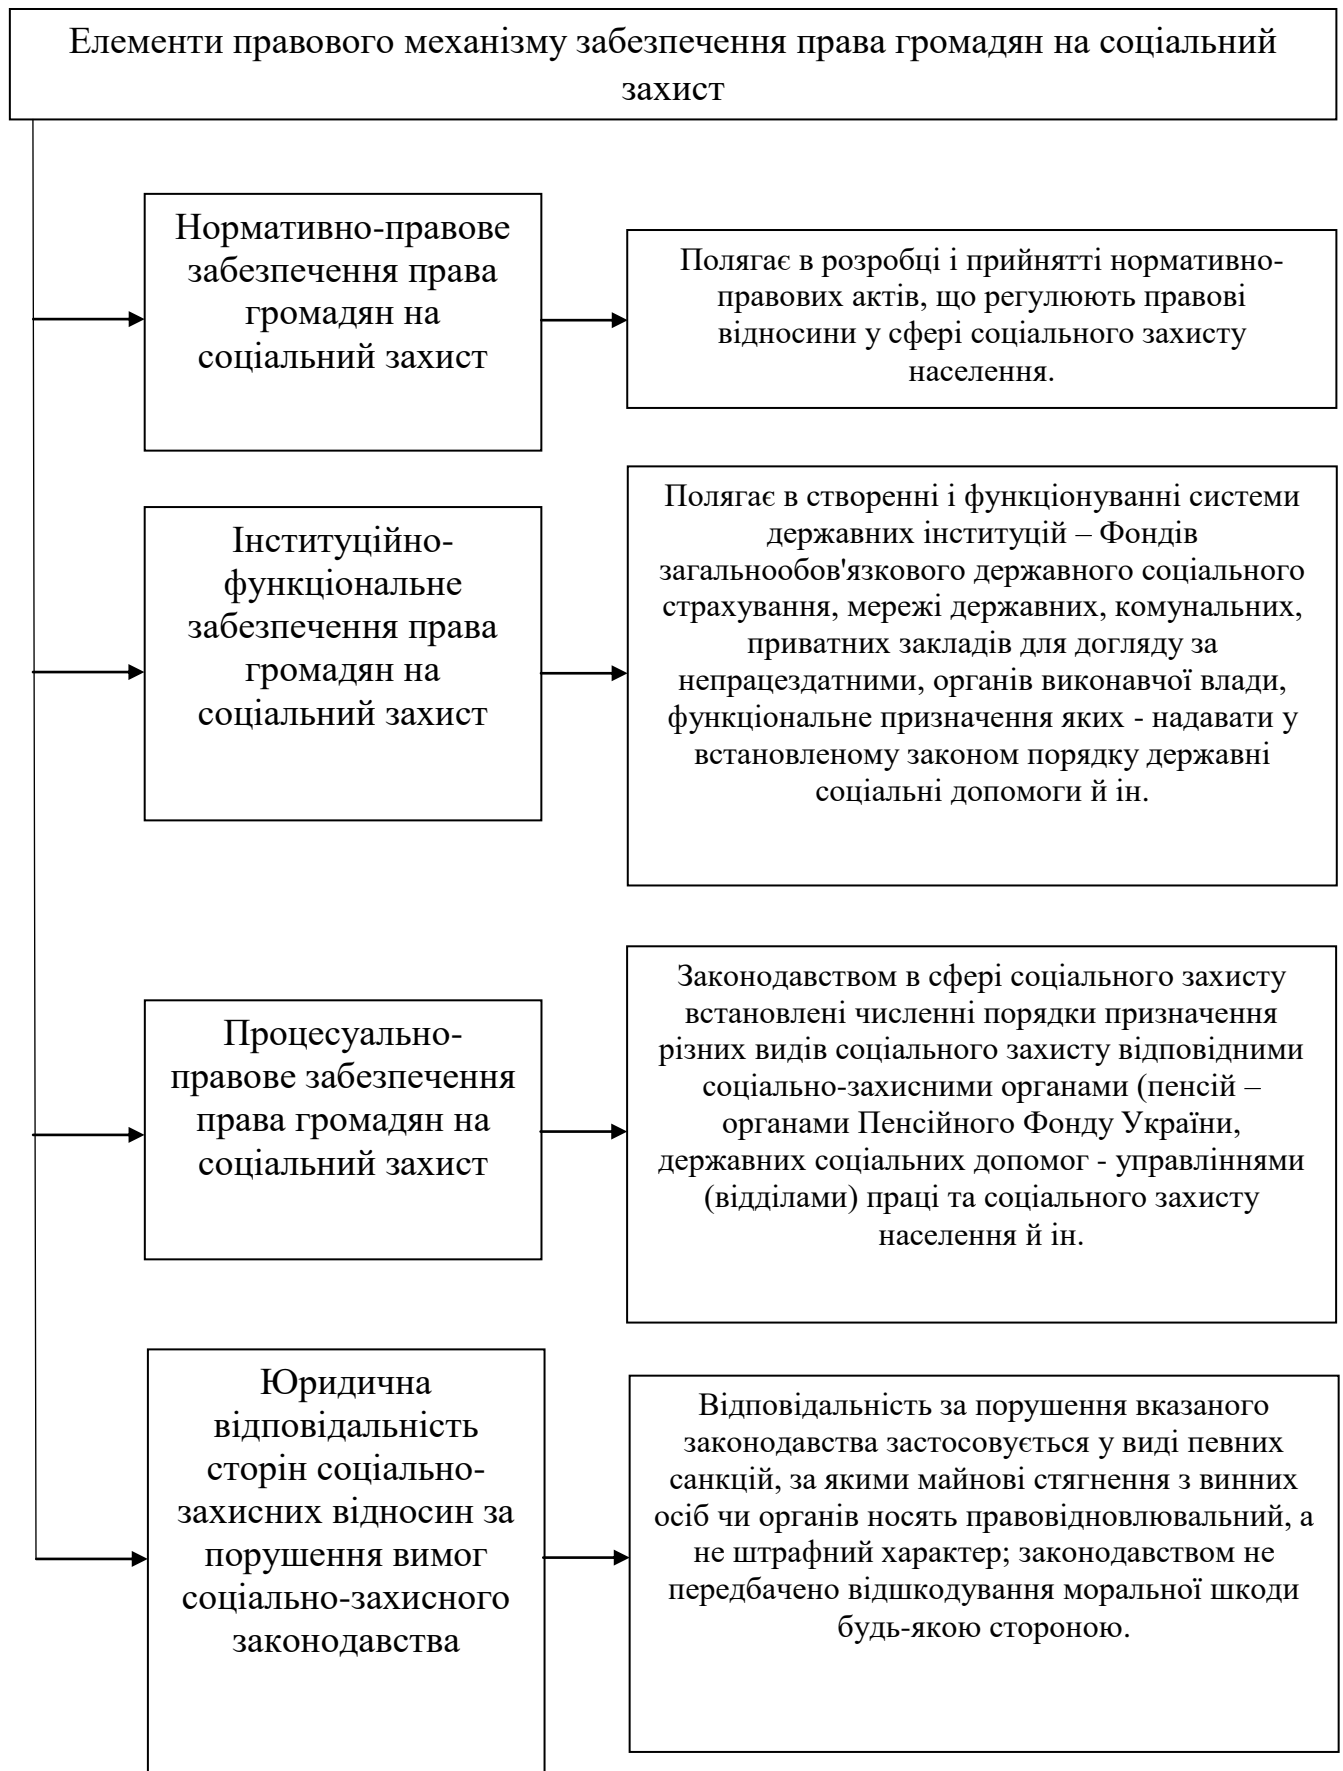 Елементи правового механізму забезпечення права громадян на соціальний
захист
Нормативно-правове
забезпечення права
громадян на
соціальний захист
Полягає в розробці і прийнятті нормативно-
правових актів, що регулюють правові
відносини у сфері соціального захисту
населення.
Інституційно-
функціональне
забезпечення права
громадян на
соціальний захист
Полягає в створенні і функціонуванні системи
державних інституцій – Фондів
загальнообов'язкового державного соціального
страхування, мережі державних, комунальних,
приватних закладів для догляду за
непрацездатними, органів виконавчої влади,
функціональне призначення яких - надавати у
встановленому законом порядку державні
соціальні допомоги й ін.
Процесуально-
правове забезпечення
права громадян на
соціальний захист
Законодавством в сфері соціального захисту
встановлені численні порядки призначення
різних видів соціального захисту відповідними
соціально-захисними органами (пенсій –
органами Пенсійного Фонду України,
державних соціальних допомог - управліннями
(відділами) праці та соціального захисту
населення й ін.
Юридична
відповідальність
сторін соціально-
захисних відносин за
порушення вимог
соціально-захисного
законодавства
Відповідальність за порушення вказаного
законодавства застосовується у виді певних
санкцій, за якими майнові стягнення з винних
осіб чи органів носять правовідновлювальний, а
не штрафний характер; законодавством не
передбачено відшкодування моральної шкоди
будь-якою стороною.